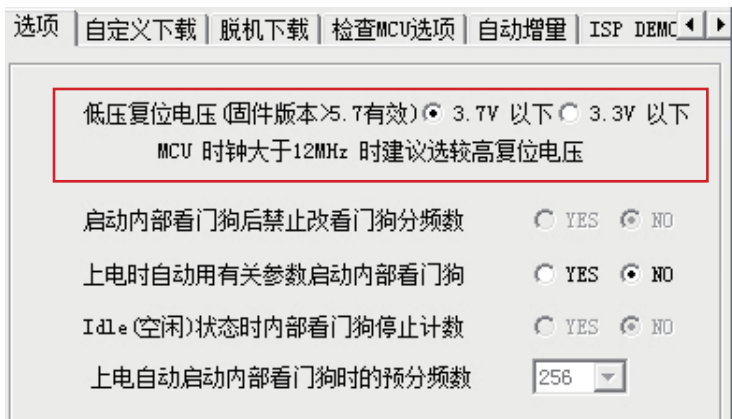 选项 自定义下载 脱机下载 检查MCU选项 自动增量 ISP DEMO
低压复位电压(固件版本>5.7有效) 3.7V 以下 3.3V 以下
MCU 时钟大于12MHz 时建议选较高复位电压
启动内部看门狗后禁止改看门狗分频数 YES NO
上电时自动用有关参数启动内部看门狗 YES NO
Idle(空闲)状态时内部看门狗停止计数 YES NO
上电自动启动内部看门狗时的预分频数 256